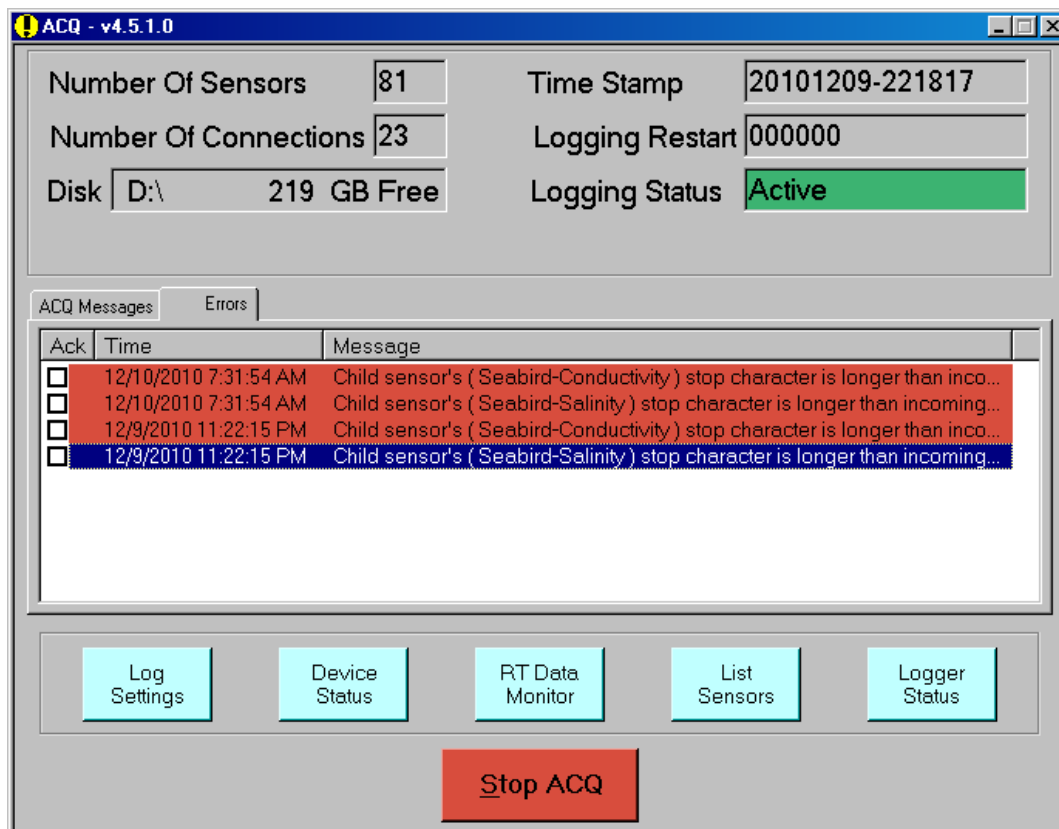 ACQ - v4.5.1.0
Number Of Sensors 81 Time Stamp 20101209-221817
Number Of Connections 23 Logging Restart 000000
Disk D:\ 219 GB Free Logging Status Active
ACQ Messages Errors
Ack Time Message
12/10/2010 7:31:54 AM Child sensor's ( Seabird-Conductivity ) stop character is longer than inco...
12/10/2010 7:31:54 AM Child sensor's ( Seabird-Salinity ) stop character is longer than incoming...
12/9/2010 11:22:15 PM Child sensor's ( Seabird-Conductivity ) stop character is longer than inco...
12/9/2010 11:22:15 PM Child sensor's ( Seabird-Salinity ) stop character is longer than incoming...
Log Device RT Data List Logger
Settings Status Monitor Sensors Status
Stop ACQ